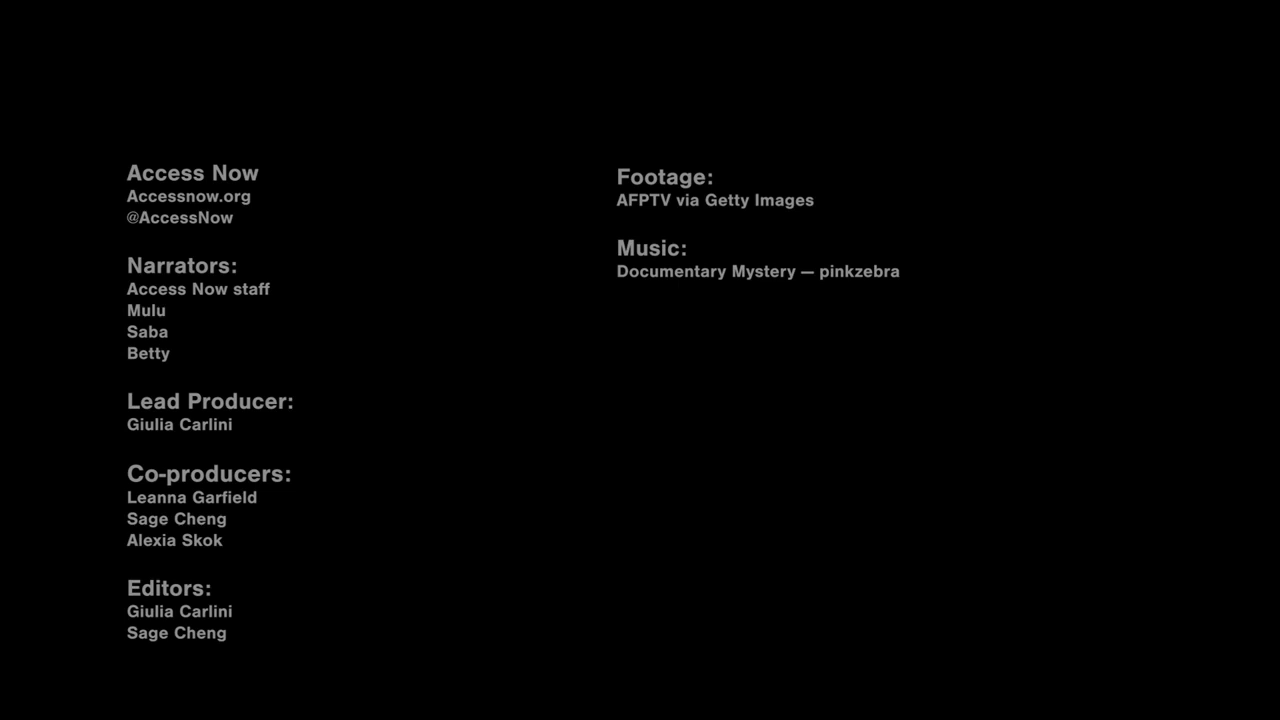 Access Now
Accessnow.org
@AccessNow
Narrators:
Access Now staff
Mulu
Saba
Betty
Lead Producer:
Giulia Carlini
Co-producers:
Leanna Garfield
Sage Cheng
Alexia Skok
Editors:
Giulia Carlini
Sage Cheng
Footage:
AFPTV via Getty Images
Music:
Documentary Mystery — pinkzebra